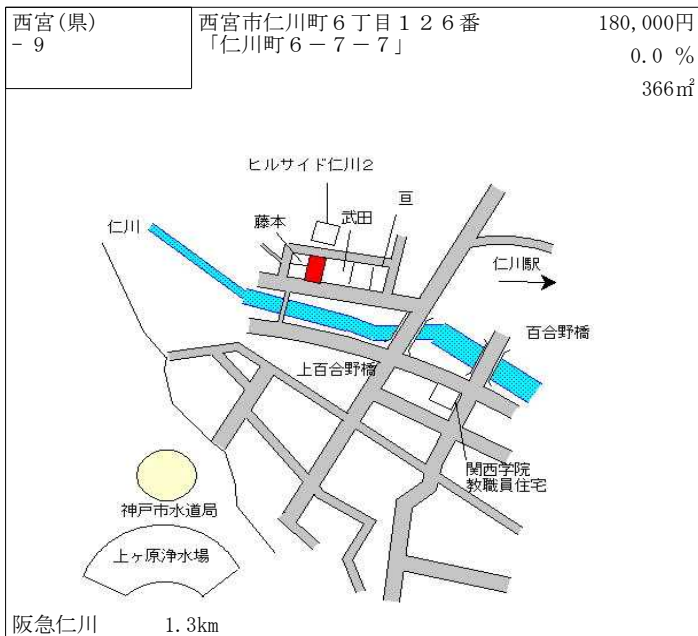 西宮(県)
－9
西宮市仁川町６丁目１２６番
「仁川町６－７－７」
180,000円
0.0 %
366㎡
ヒルサイド仁川２
亘
武田
藤本
仁川
仁川駅
百合野橋
上百合野橋
関西学院
教職員住宅
神戸市水道局
上ヶ原浄水場
阪急仁川 1.3km